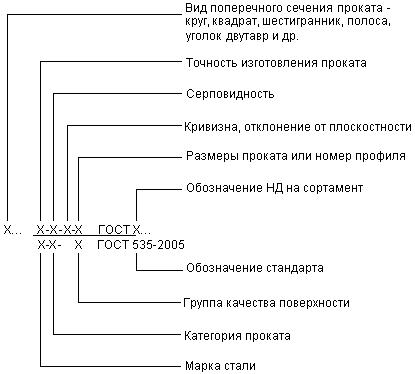 Вид поперечного сечения проката -
круг, квадрат, шестигранник, полоса,
уголок двутавр и др.
Точность изготовления проката
Серповидность
Кривизна, отклонение от плоскостности
Размеры проката или номер профиля
Обозначение НД на сортамент
Х... Х-Х-Х-Х ГОСТ Х...
Х-Х- Х ГОСТ 535-2005
Обозначение стандарта
Группа качества поверхности
Категория проката
Марка стали